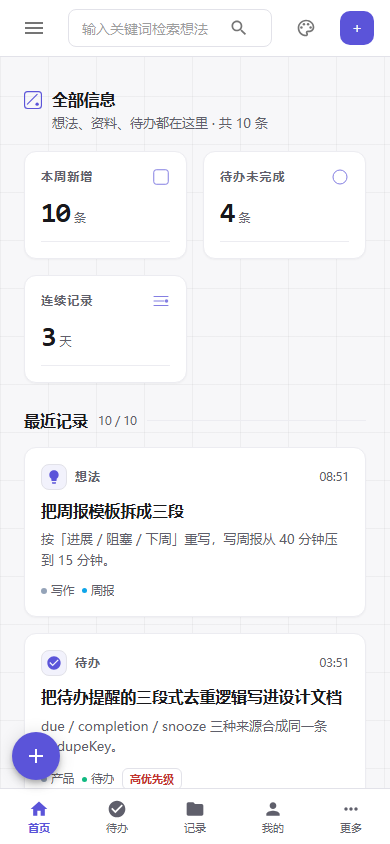 输入关键词检索想法
+
全部信息
想法、资料、待办都在这里 · 共 10 条
本周新增
10 条
待办未完成
4 条
连续记录
3 天
最近记录 10 / 10
想法 08:51
把周报模板拆成三段
按「进展 / 阻塞 / 下周」重写，写周报从 40 分钟压
到 15 分钟。
写作 周报
待办 03:51
把待办提醒的三段式去重逻辑写进设计文档
due / completion / snooze 三种来源合成同一条
dupeKey。
产品 待办 高优先级
+
首页 待办 记录 我的 更多